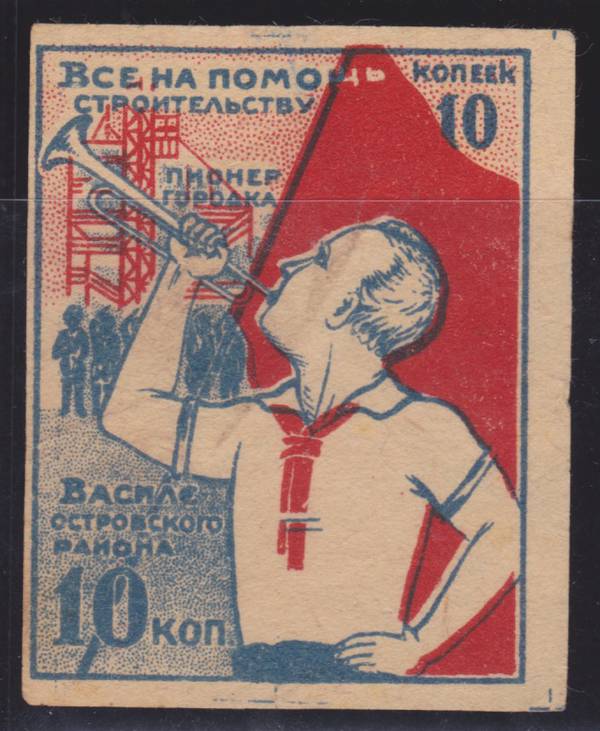 ВСЕ НА ПОМОЩЬ
СТРОИТЕЛЬСТВУ
КОПЕЕК
10
ПИОНЕР
ГОРОДКА
ВАСИЛЕ
ОСТРОВСКОГО
РАЙОНА
10 КОП